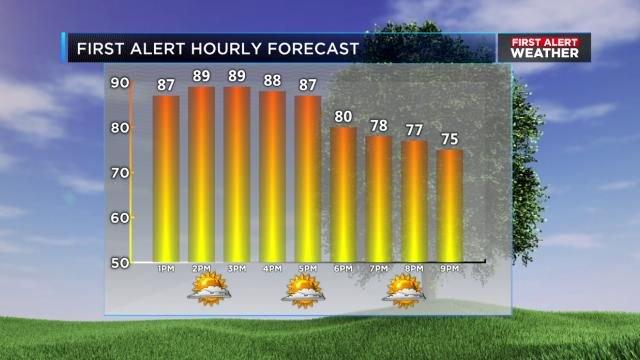 FIRST ALERT HOURLY FORECAST
FIRST ALERT
WEATHER
90
80
70
60
50
87 89 89 88 87 80 78 77 75
1PM 2PM 3PM 4PM 5PM 6PM 7PM 8PM 9PM